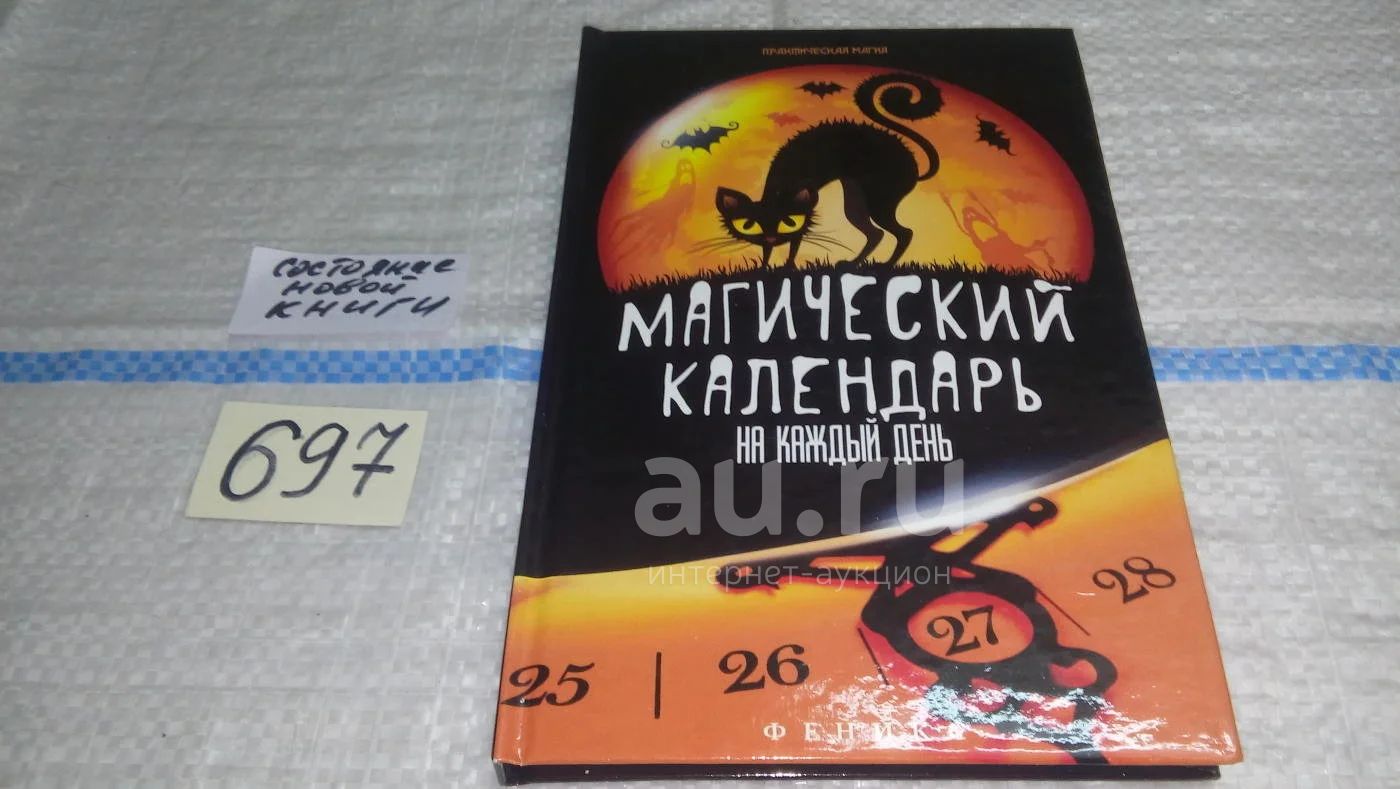 ПРАКТИЧЕСКАЯ МАГИЯ
МАГИЧЕСКИЙ
КАЛЕНДАРЬ
НА КАЖДЫЙ ДЕНЬ
25 | 26 27 28
ФЕНИКС
состояние
новой
книги
697
au.ru
интернет-аукцион